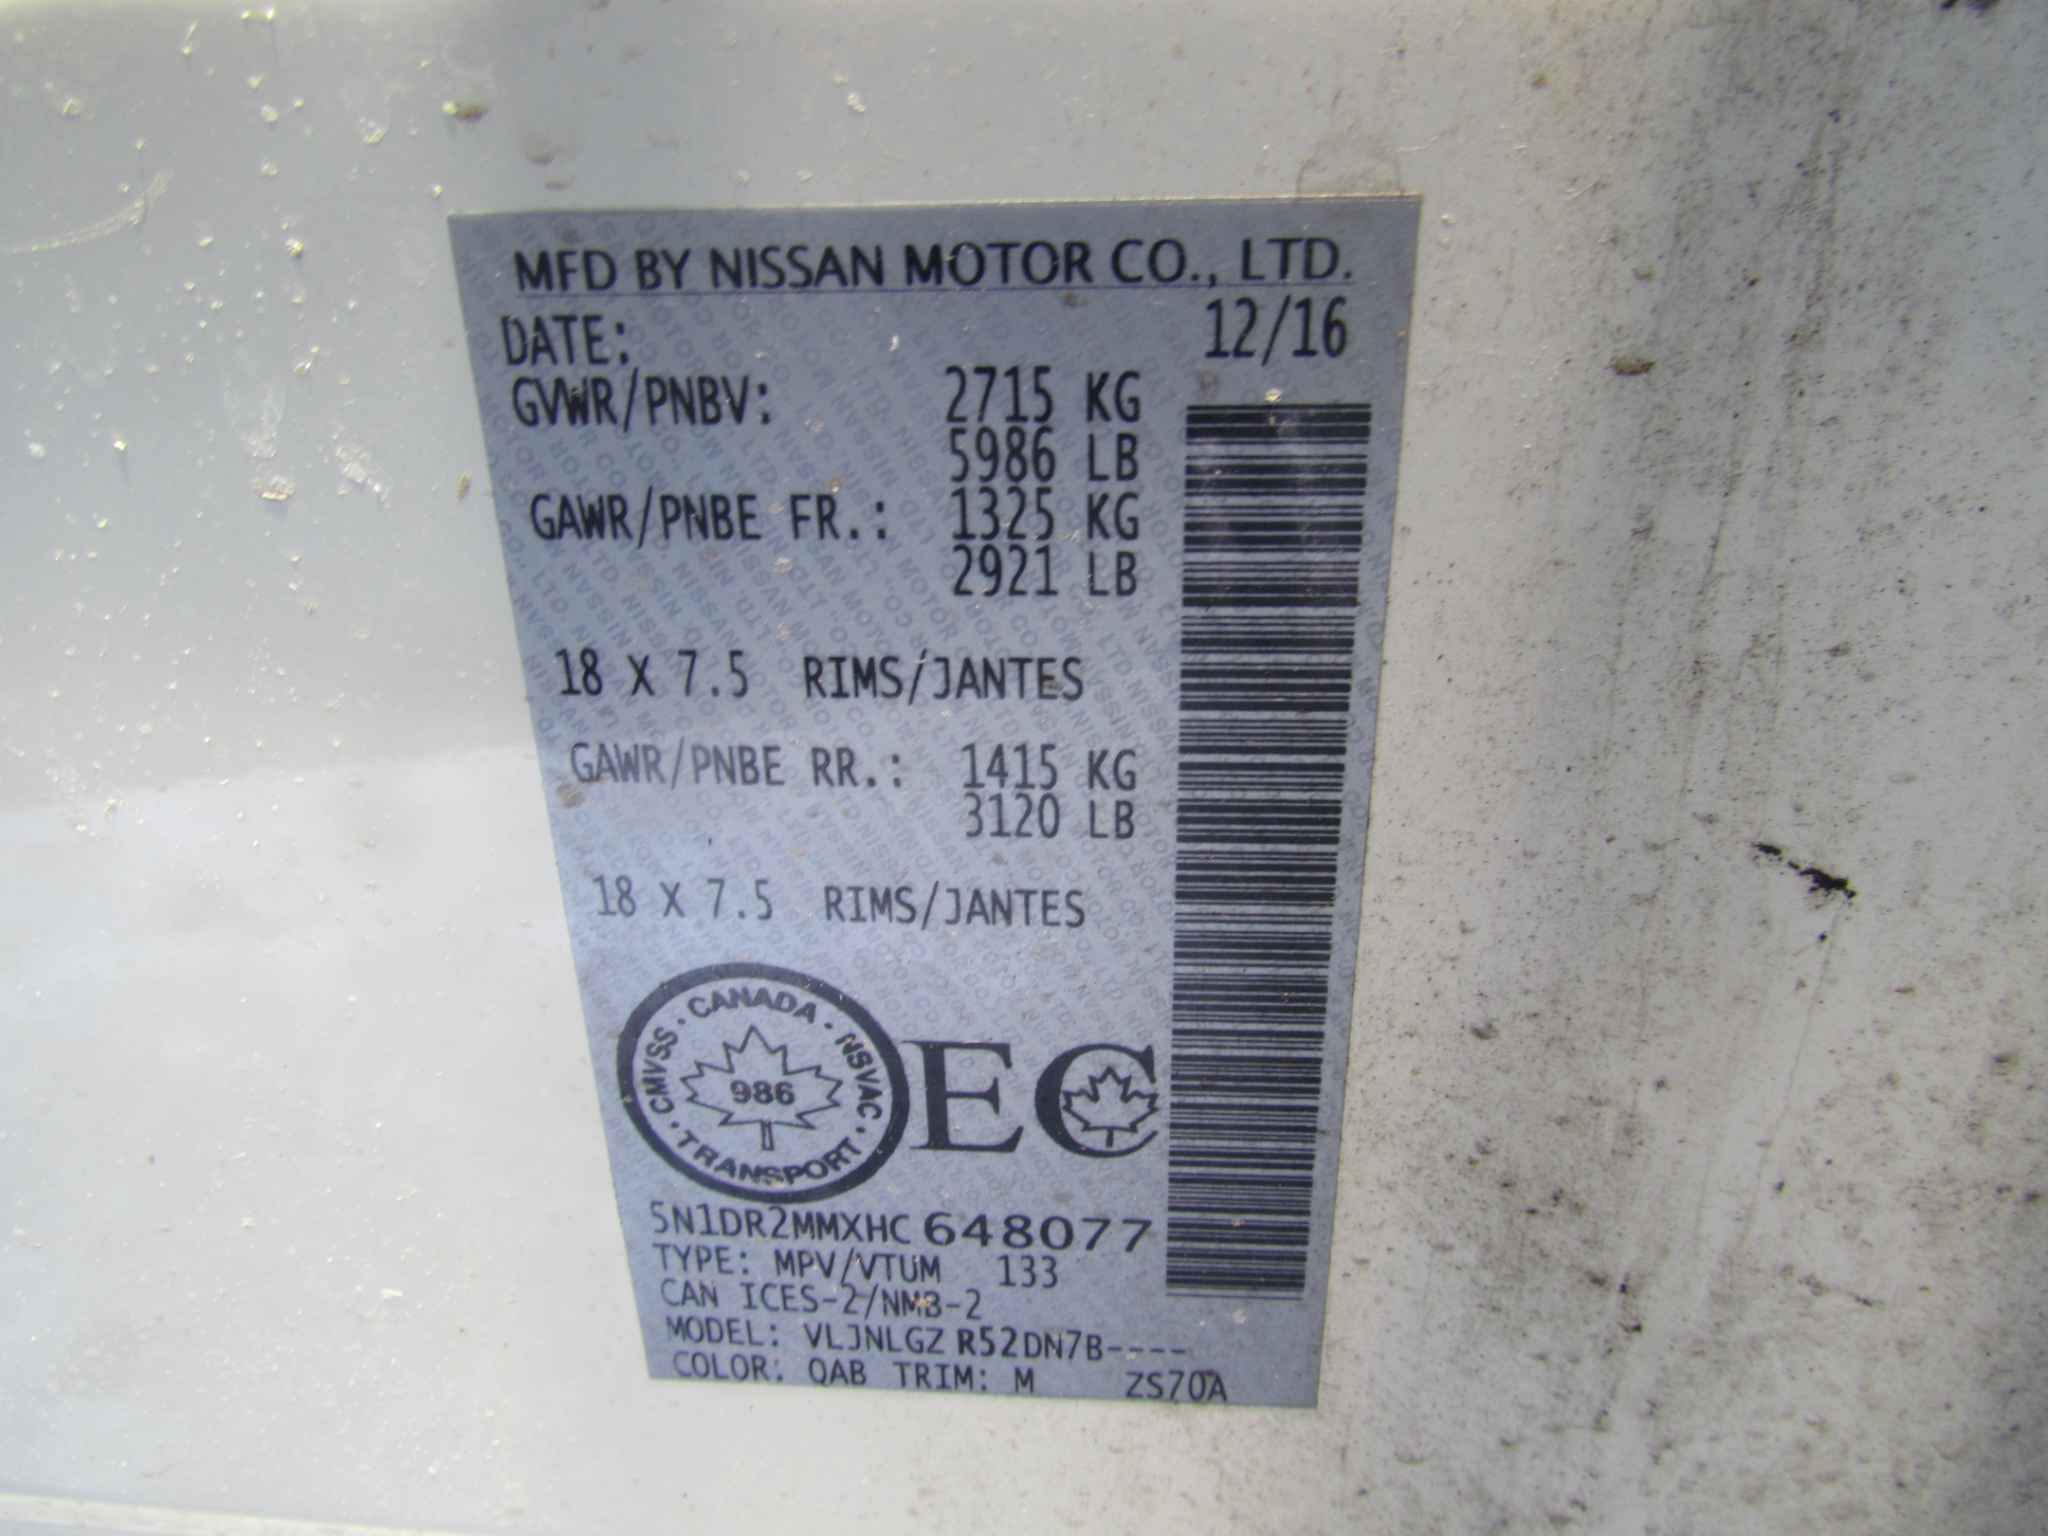 MFD BY NISSAN MOTOR CO., LTD.
DATE: 12/16
GVWR/PNBV: 2715 KG
5986 LB
GAWR/PNBE FR.: 1325 KG
2921 LB
18 X 7.5 RIMS/JANTES
GAWR/PNBE RR.: 1415 KG
3120 LB
18 X 7.5 RIMS/JANTES
CANADA · NSVAC · TRANSPORT · CMVSS ·
986
EC
5N1DR2MMXHC648077
TYPE: MPV/VTUM 133
CAN ICES-2/NMB-2
MODEL: VLJNLGZ R52DN7B----
COLOR: QAB TRIM: M ZS70A